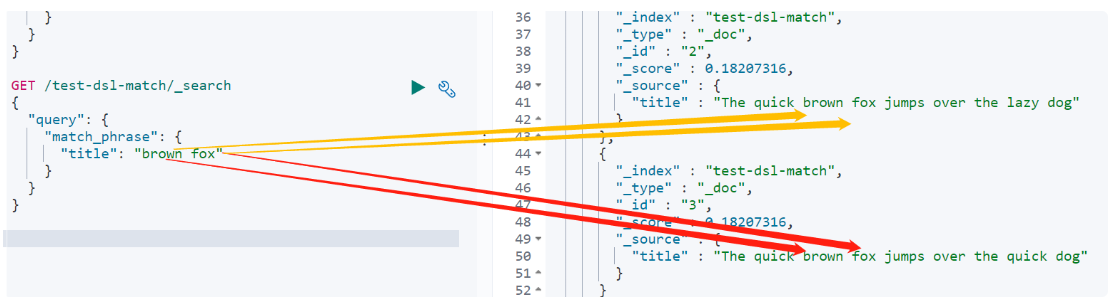 }
}
}
GET /test-dsl-match/_search
{
"query": {
"match_phrase": {
"title": "brown fox"
}
}
}
36 "_index" : "test-dsl-match",
37 "_type" : "_doc",
38 "_id" : "2",
39 "_score" : 0.18207316,
40 "_source" : {
41 "title" : "The quick brown fox jumps over the lazy dog"
42 }
43 },
44 {
45 "_index" : "test-dsl-match",
46 "_type" : "_doc",
47 "_id" : "3",
48 "_score" : 0.18207316,
49 "_source" : {
50 "title" : "The quick brown fox jumps over the quick dog"
51 }
52 }